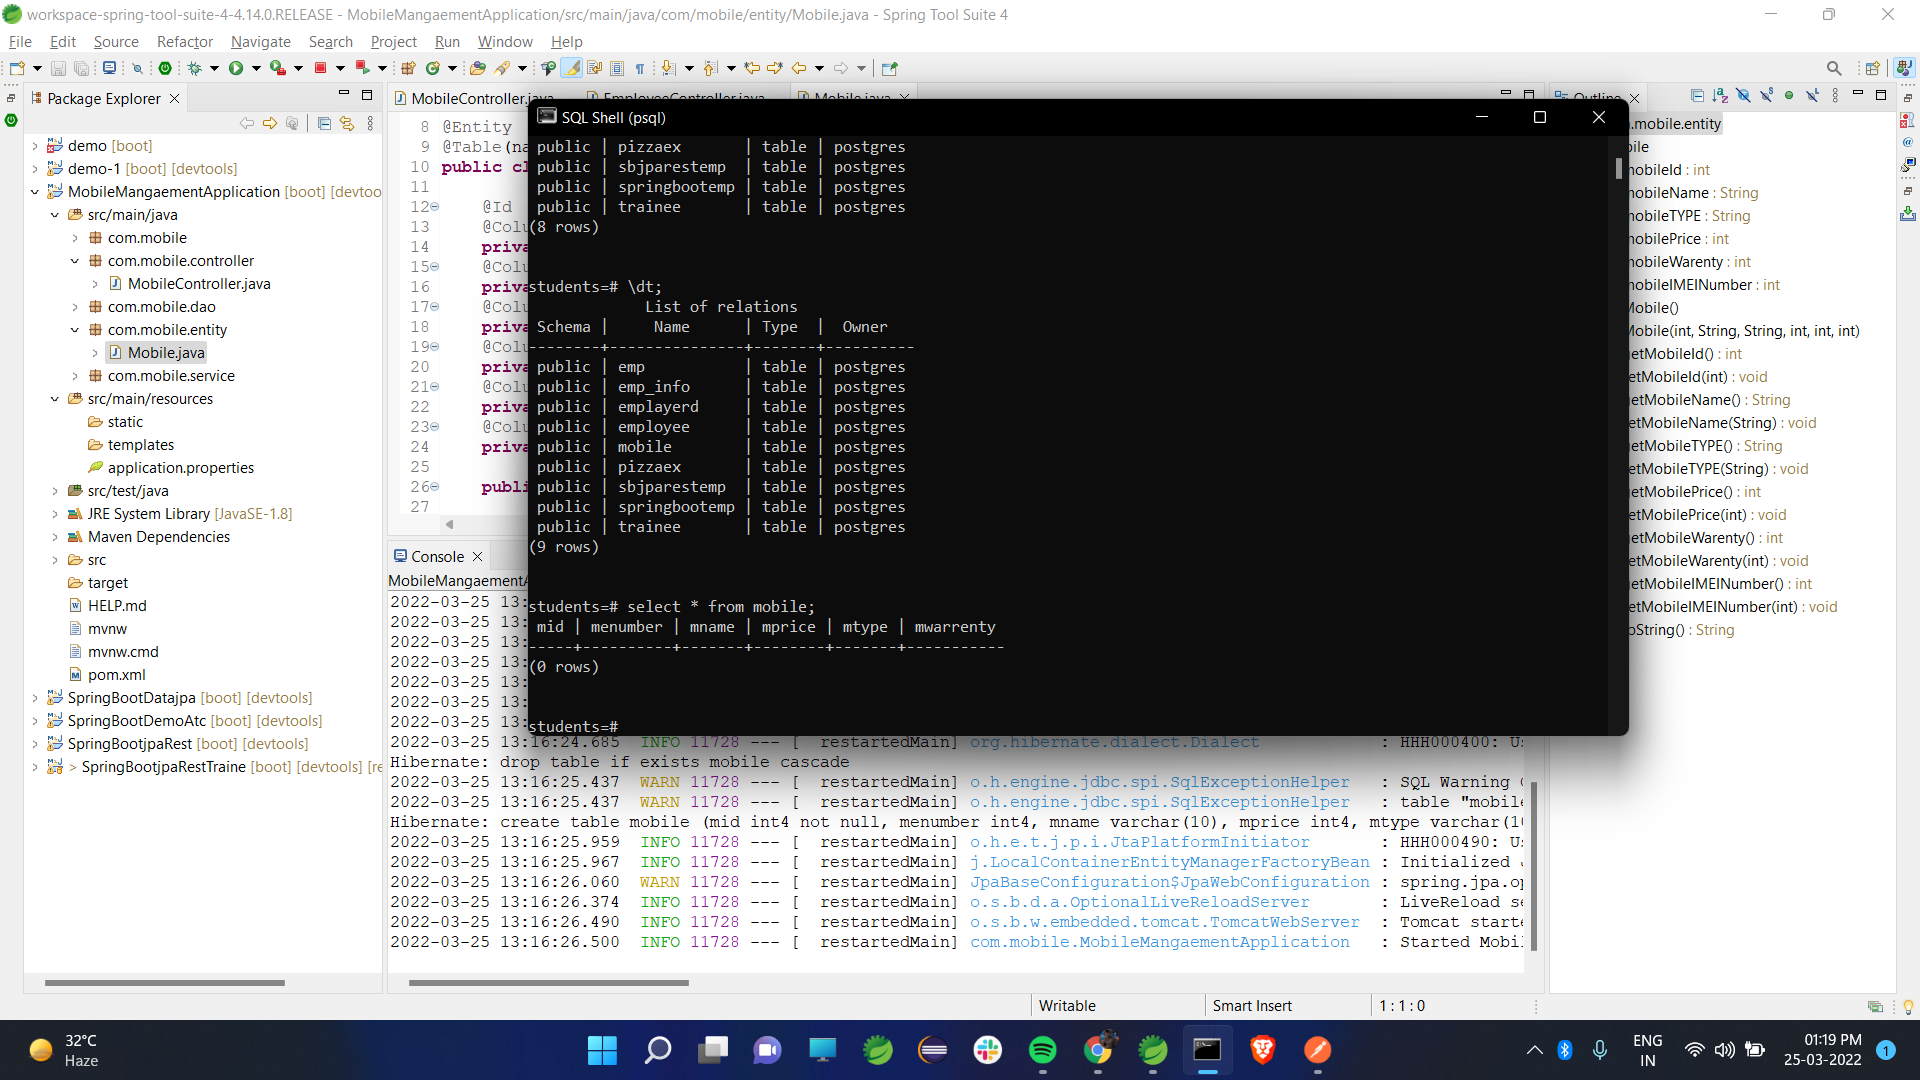 workspace-spring-tool-suite-4-4.14.0.RELEASE - MobileMangaementApplication/src/main/java/com/mobile/entity/Mobile.java - Spring Tool Suite 4
File Edit Source Refactor Navigate Search Project Run Window Help
Package Explorer
demo [boot]
demo-1 [boot] [devtools]
MobileMangaementApplication [boot] [devtoo
src/main/java
com.mobile
com.mobile.controller
MobileController.java
com.mobile.dao
com.mobile.entity
Mobile.java
com.mobile.service
src/main/resources
static
templates
application.properties
src/test/java
JRE System Library [JavaSE-1.8]
Maven Dependencies
src
target
HELP.md
mvnw
mvnw.cmd
pom.xml
SpringBootDatajpa [boot] [devtools]
SpringBootDemoAtc [boot] [devtools]
SpringBootjpaRest [boot] [devtools]
> SpringBootjpaRestTraine [boot] [devtools] [re
MobileController.java EmployeeController.java Mobile.java
8 @Entity
9 @Table(na
10 public cl
11
12 @Id
13 @Colu
14 priva
15 @Colu
16 priva
17 @Colu
18 priva
19 @Colu
20 priva
21 @Colu
22 priva
23 @Colu
24 priva
25
26 publi
27
SQL Shell (psql)
public | pizzaex | table | postgres
public | sbjparestemp | table | postgres
public | springbootemp | table | postgres
public | trainee | table | postgres
(8 rows)
students=# \dt;
List of relations
Schema | Name | Type | Owner
--------+---------------+-------+----------
public | emp | table | postgres
public | emp_info | table | postgres
public | emplayerd | table | postgres
public | employee | table | postgres
public | mobile | table | postgres
public | pizzaex | table | postgres
public | sbjparestemp | table | postgres
public | springbootemp | table | postgres
public | trainee | table | postgres
(9 rows)
students=# select * from mobile;
mid | menumber | mname | mprice | mtype | mwarrenty
-----+----------+-------+--------+-------+-----------
(0 rows)
students=#
Console
MobileMangaementA
2022-03-25 13:
2022-03-25 13:
2022-03-25 13:
2022-03-25 13:
2022-03-25 13:
2022-03-25 13:
2022-03-25 13:
2022-03-25 13:16:24.685 INFO 11728 --- [ restartedMain] org.hibernate.dialect.Dialect : HHH000400: Us
Hibernate: drop table if exists mobile cascade
2022-03-25 13:16:25.437 WARN 11728 --- [ restartedMain] o.h.engine.jdbc.spi.SqlExceptionHelper : SQL Warning C
2022-03-25 13:16:25.437 WARN 11728 --- [ restartedMain] o.h.engine.jdbc.spi.SqlExceptionHelper : table "mobile
Hibernate: create table mobile (mid int4 not null, menumber int4, mname varchar(10), mprice int4, mtype varchar(10
2022-03-25 13:16:25.959 INFO 11728 --- [ restartedMain] o.h.e.t.j.p.i.JtaPlatformInitiator : HHH000490: Us
2022-03-25 13:16:25.967 INFO 11728 --- [ restartedMain] j.LocalContainerEntityManagerFactoryBean : Initialized
2022-03-25 13:16:26.060 WARN 11728 --- [ restartedMain] JpaBaseConfiguration$JpaWebConfiguration : spring.jpa.op
2022-03-25 13:16:26.374 INFO 11728 --- [ restartedMain] o.s.b.d.a.OptionalLiveReloadServer : LiveReload se
2022-03-25 13:16:26.490 INFO 11728 --- [ restartedMain] o.s.b.w.embedded.tomcat.TomcatWebServer : Tomcat starte
2022-03-25 13:16:26.500 INFO 11728 --- [ restartedMain] com.mobile.MobileMangaementApplication : Started Mobil
Outline
.mobile.entity
bile
mobileId : int
mobileName : String
mobileTYPE : String
mobilePrice : int
mobileWarenty : int
mobileIMEINumber : int
Mobile()
Mobile(int, String, String, int, int, int)
getMobileId() : int
etMobileId(int) : void
getMobileName() : String
etMobileName(String) : void
getMobileTYPE() : String
etMobileTYPE(String) : void
getMobilePrice() : int
etMobilePrice(int) : void
getMobileWarenty() : int
etMobileWarenty(int) : void
getMobileIMEINumber() : int
etMobileIMEINumber(int) : void
oString() : String
Writable Smart Insert 1 : 1 : 0
32°C
Haze
ENG
IN
01:19 PM
25-03-2022
1